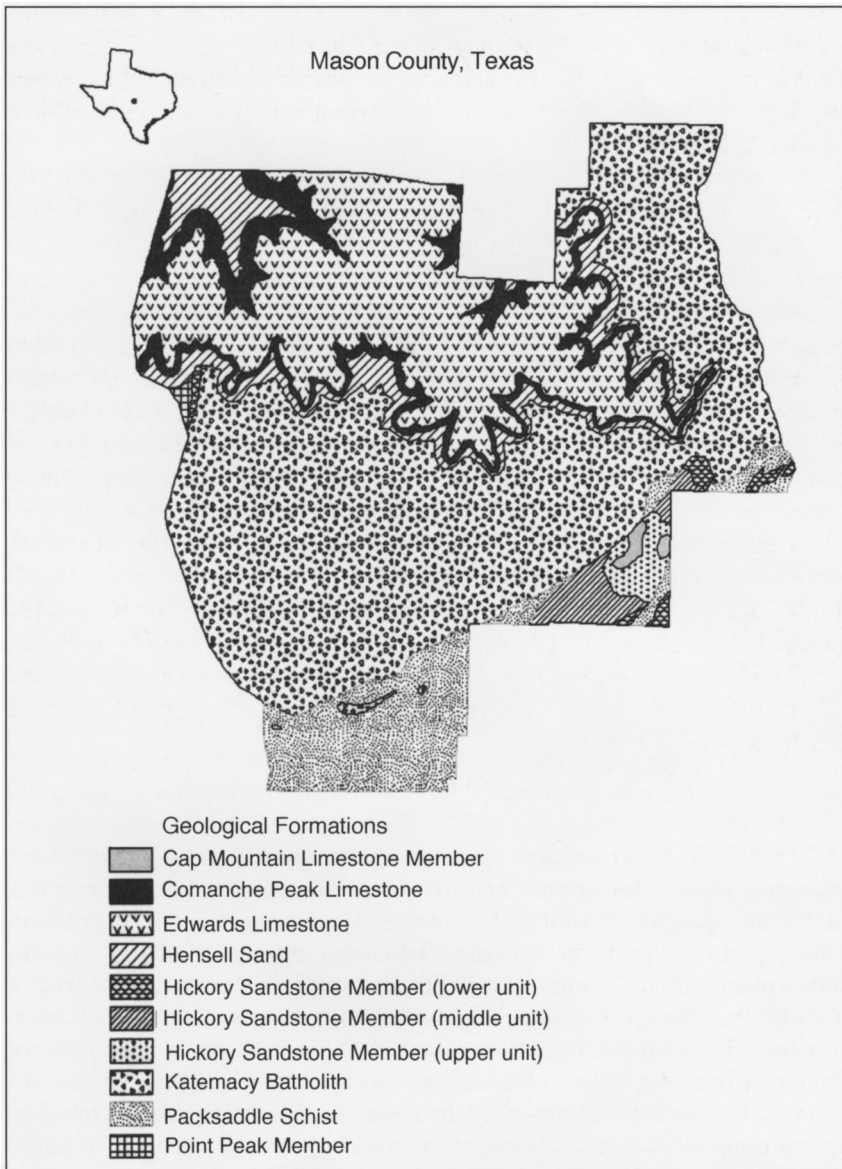 Mason County, Texas
Geological Formations
Cap Mountain Limestone Member
Comanche Peak Limestone
Edwards Limestone
Hensell Sand
Hickory Sandstone Member (lower unit)
Hickory Sandstone Member (middle unit)
Hickory Sandstone Member (upper unit)
Katemacy Batholith
Packsaddle Schist
Point Peak Member